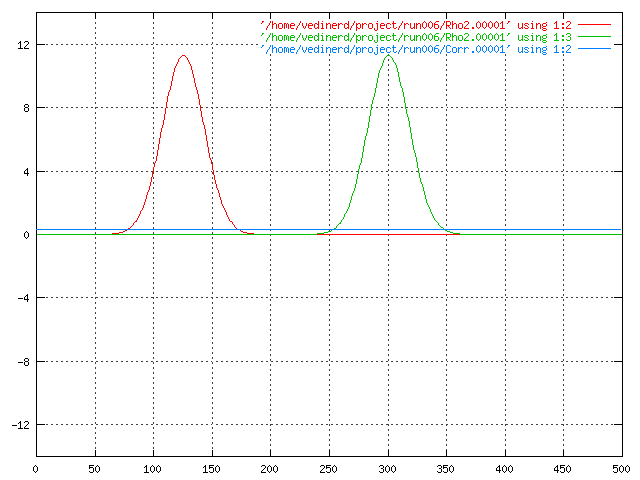 '/home/vedinerd/project/run006/Rho2.00001' using 1:2
'/home/vedinerd/project/run006/Rho2.00001' using 1:3
'/home/vedinerd/project/run006/Corr.00001' using 1:2
12
8
4
0
-4
-8
-12
0 50 100 150 200 250 300 350 400 450 500